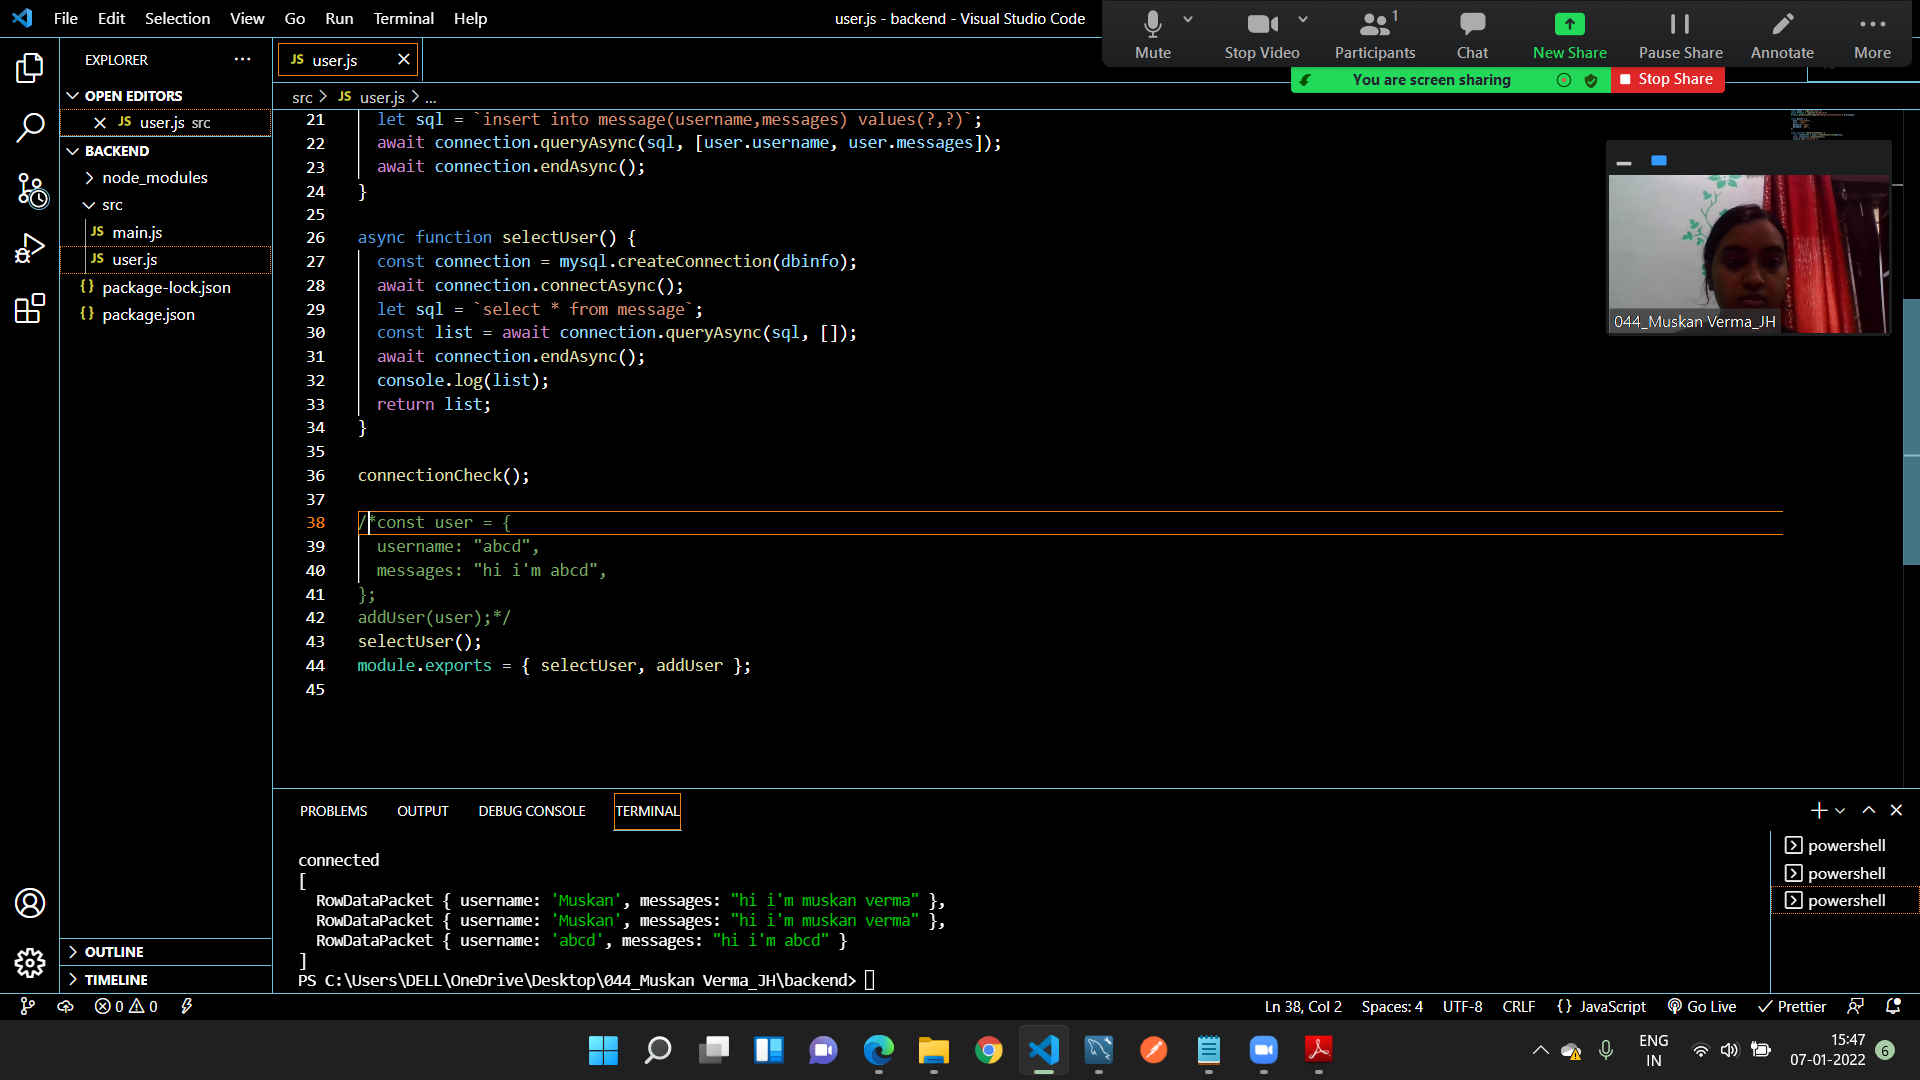 File Edit Selection View Go Run Terminal Help
user.js - backend - Visual Studio Code
Mute
Stop Video
Participants 1
Chat
New Share
Pause Share
Annotate
More
You are screen sharing
Stop Share
EXPLORER
OPEN EDITORS
JS user.js src
BACKEND
node_modules
src
JS main.js
JS user.js
{} package-lock.json
{} package.json
OUTLINE
TIMELINE
JS user.js
src > JS user.js > ...
21 let sql = `insert into message(username,messages) values(?,?)`;
22 await connection.queryAsync(sql, [user.username, user.messages]);
23 await connection.endAsync();
24 }
25
26 async function selectUser() {
27 const connection = mysql.createConnection(dbinfo);
28 await connection.connectAsync();
29 let sql = `select * from message`;
30 const list = await connection.queryAsync(sql, []);
31 await connection.endAsync();
32 console.log(list);
33 return list;
34 }
35
36 connectionCheck();
37
38 /*const user = {
39 username: "abcd",
40 messages: "hi i'm abcd",
41 };
42 addUser(user);*/
43 selectUser();
44 module.exports = { selectUser, addUser };
45
044_Muskan Verma_JH
PROBLEMS OUTPUT DEBUG CONSOLE TERMINAL
connected
[
RowDataPacket { username: 'Muskan', messages: "hi i'm muskan verma" },
RowDataPacket { username: 'Muskan', messages: "hi i'm muskan verma" },
RowDataPacket { username: 'abcd', messages: "hi i'm abcd" }
]
PS C:\Users\DELL\OneDrive\Desktop\044_Muskan Verma_JH\backend>
powershell
powershell
powershell
0 0
Ln 38, Col 2 Spaces: 4 UTF-8 CRLF {} JavaScript Go Live Prettier
ENG
IN
15:47
07-01-2022
6